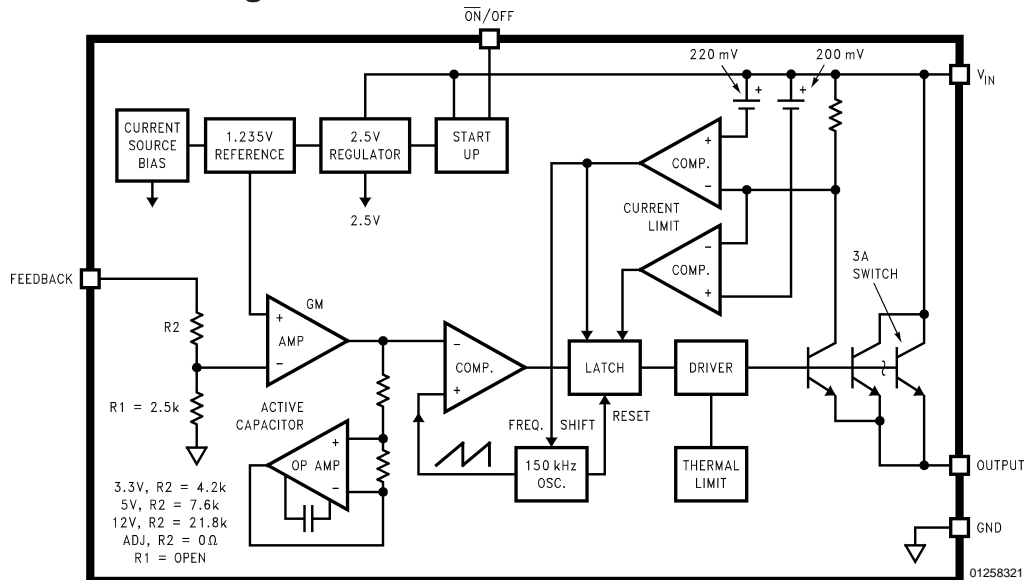 ON/OFF
220 mV
200 mV
VIN
CURRENT
SOURCE
BIAS
1.235V
REFERENCE
2.5V
REGULATOR
START
UP
2.5V
+
+
+
COMP.
−
CURRENT
LIMIT
−
COMP.
+
3A
SWITCH
FEEDBACK
R2
R1 = 2.5k
GM
+
AMP
−
−
COMP.
+
LATCH
DRIVER
ACTIVE
CAPACITOR
+
OP AMP
−
FREQ. SHIFT
RESET
150 kHz
OSC.
THERMAL
LIMIT
OUTPUT
GND
3.3V, R2 = 4.2k
5V, R2 = 7.6k
12V, R2 = 21.8k
ADJ, R2 = 0Ω
R1 = OPEN
01258321